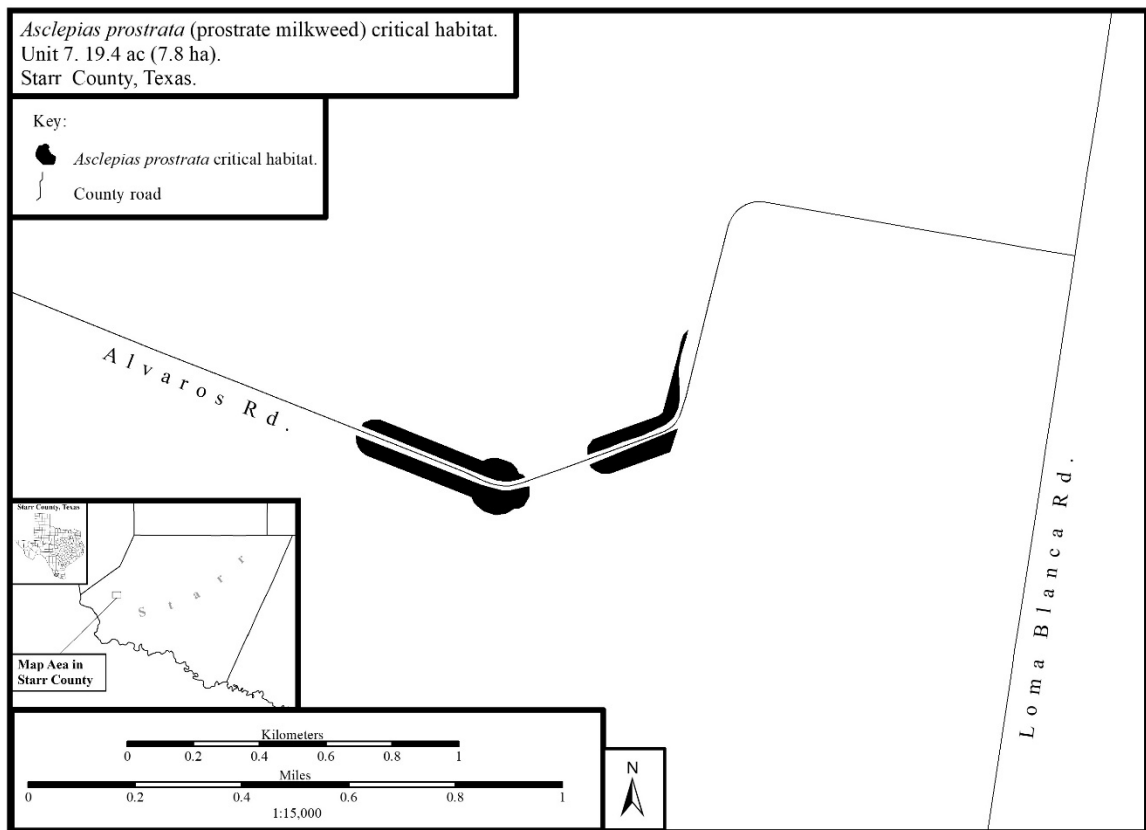 Asclepias prostrata (prostrate milkweed) critical habitat.
Unit 7. 19.4 ac (7.8 ha).
Starr County, Texas.
Key:
Asclepias prostrata critical habitat.
County road
Alvaros Rd.
Loma Blanca Rd.
Starr County, Texas
Starr
Map Aea in
Starr County
Kilometers
0 0.2 0.4 0.6 0.8 1
Miles
0 0.2 0.4 0.6 0.8 1
1:15,000
N